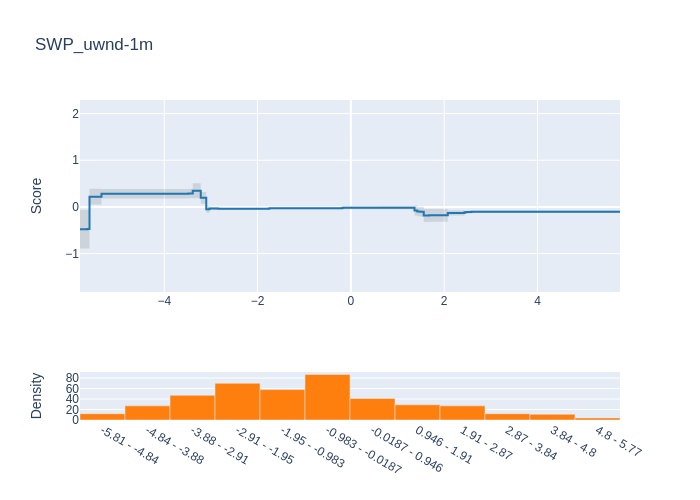 SWP_uwnd-1m
Score
2
1
0
−1
−4
−2
0
2
4
Density
80
60
40
20
0
-5.81 - -4.84
-4.84 - -3.88
-3.88 - -2.91
-2.91 - -1.95
-1.95 - -0.983
-0.983 - -0.0187
-0.0187 - 0.946
0.946 - 1.91
1.91 - 2.87
2.87 - 3.84
3.84 - 4.8
4.8 - 5.77